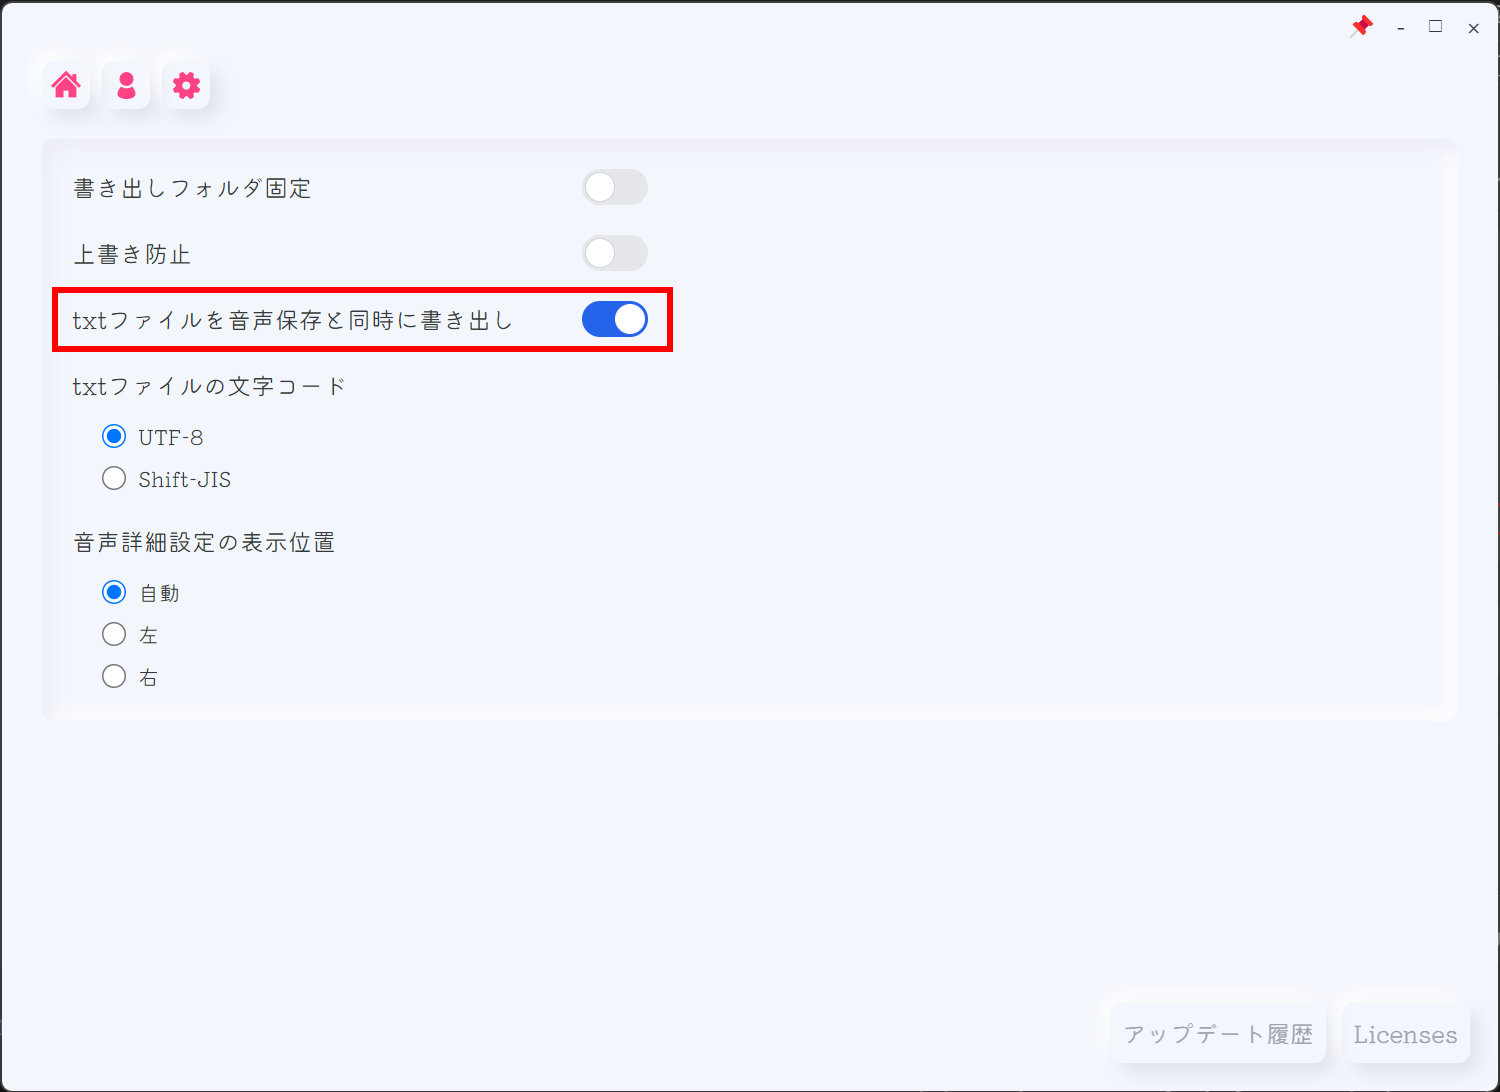 書き出しフォルダ固定
上書き防止
txtファイルを音声保存と同時に書き出し
txtファイルの文字コード
UTF-8
Shift-JIS
音声詳細設定の表示位置
自動
左
右
アップデート履歴
Licenses